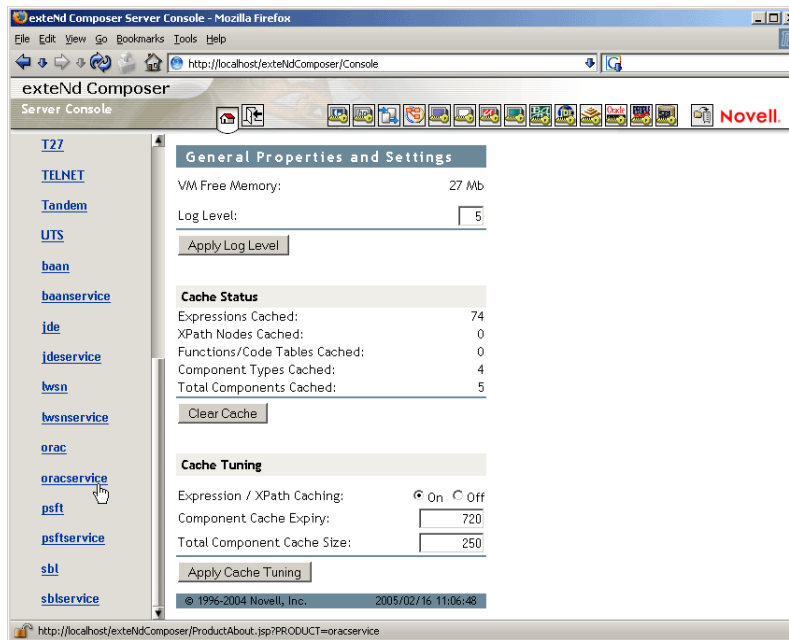 exteNd Composer Server Console - Mozilla Firefox
File Edit View Go Bookmarks Tools Help
http://localhost/exteNdComposer/Console
exteNd Composer
Server Console
Novell.
T27
TELNET
Tandem
UTS
baan
baanservice
jde
jdeservice
lwsn
lwsnservice
orac
oracservice
psft
psftservice
sbl
sblservice
General Properties and Settings
VM Free Memory: 27 Mb
Log Level: 5
Apply Log Level
Cache Status
Expressions Cached: 74
XPath Nodes Cached: 0
Functions/Code Tables Cached: 0
Component Types Cached: 4
Total Components Cached: 5
Clear Cache
Cache Tuning
Expression / XPath Caching: On Off
Component Cache Expiry: 720
Total Component Cache Size: 250
Apply Cache Tuning
© 1996-2004 Novell, Inc. 2005/02/16 11:06:48
http://localhost/exteNdComposer/ProductAbout.jsp?PRODUCT=oracservice